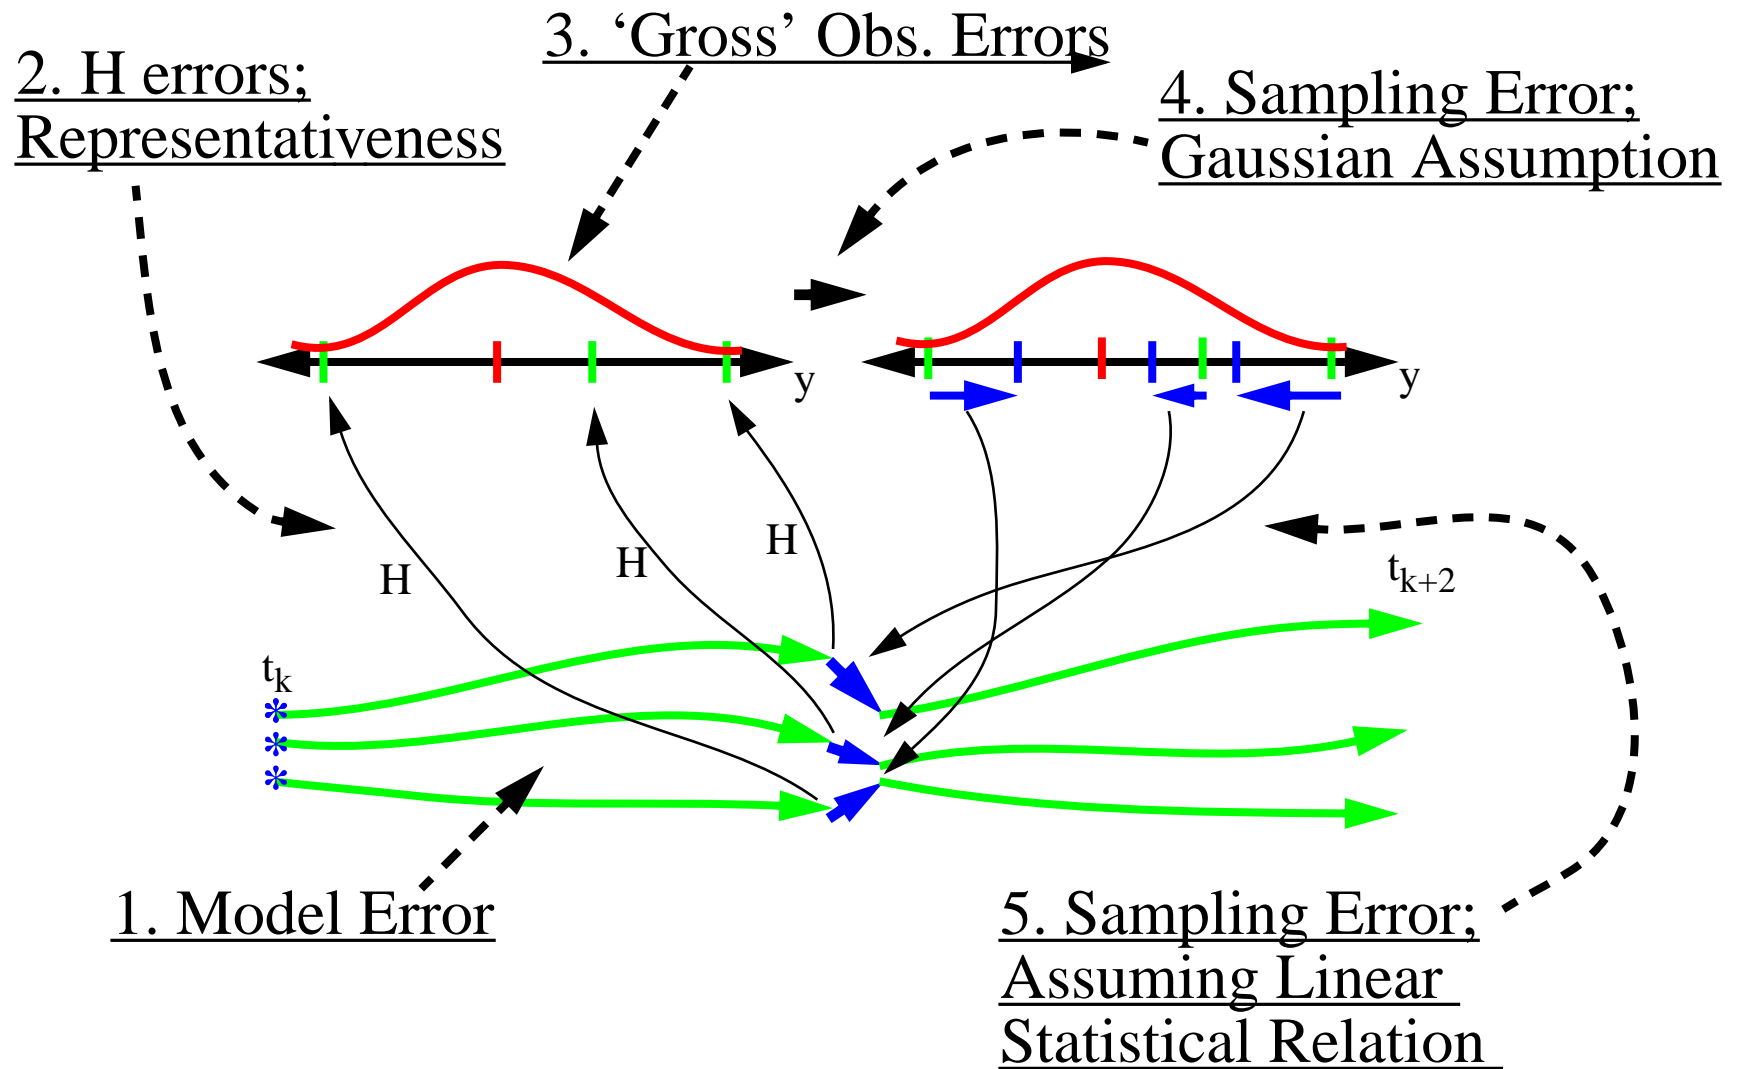 3. ‘Gross’ Obs. Errors
2. H errors;
Representativeness
4. Sampling Error;
Gaussian Assumption
y
y
H
H
H
t_k
t_{k+2}
1. Model Error
5. Sampling Error;
Assuming Linear
Statistical Relation